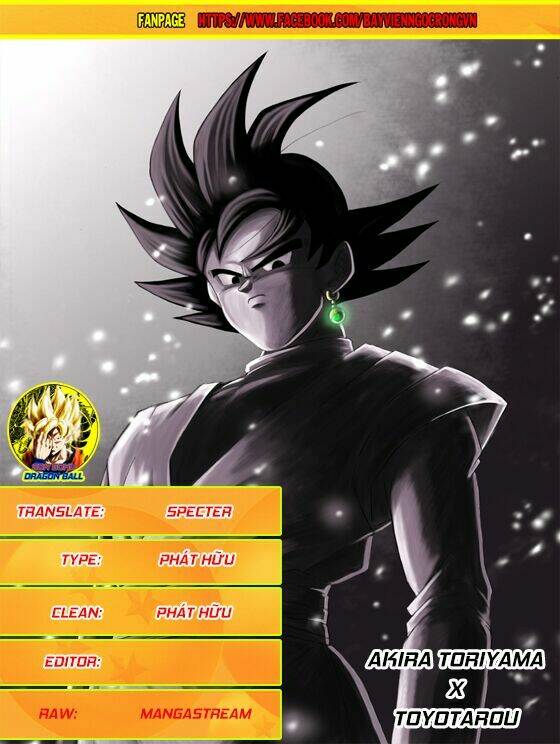 FANPAGE HTTPS://WWW.FACEBOOK.COM/BAYVIENNGOCRONGVN
DRAGON BALL
TRANSLATE: SPECTER
TYPE: PHÁT HỮU
CLEAN: PHÁT HỮU
EDITOR:
RAW: MANGASTREAM
AKIRA TORIYAMA
X
TOYOTAROU